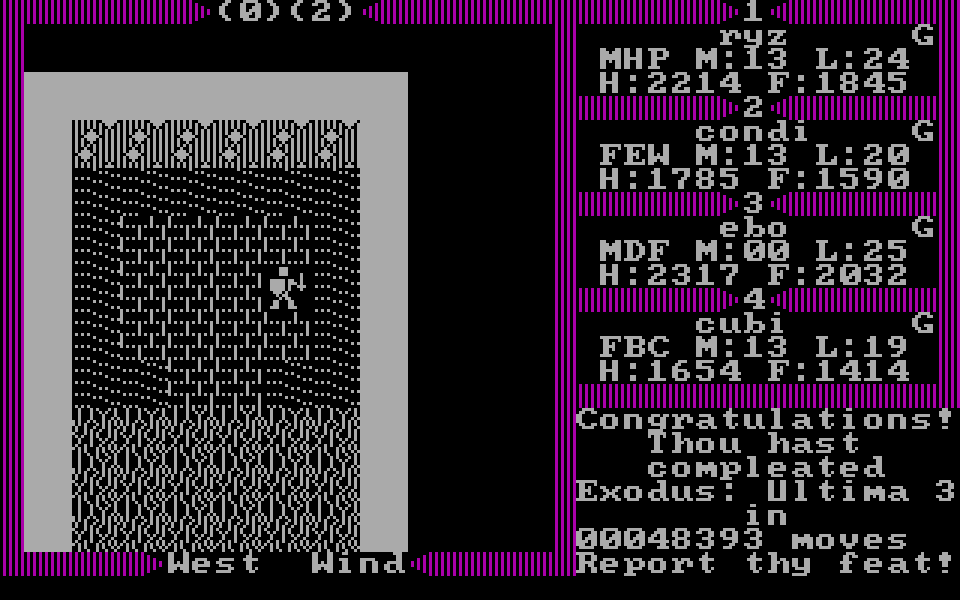 (0)(2)
West Wind
1
ryz G
MHP M:13 L:24
H:2214 F:1845
2
condi G
FEW M:13 L:20
H:1785 F:1590
3
ebo G
MDF M:00 L:25
H:2317 F:2032
4
cubi G
FBC M:13 L:19
H:1654 F:1414
Congratulations!
Thou hast
compleated
Exodus: Ultima 3
in
00048393 moves
Report thy feat!